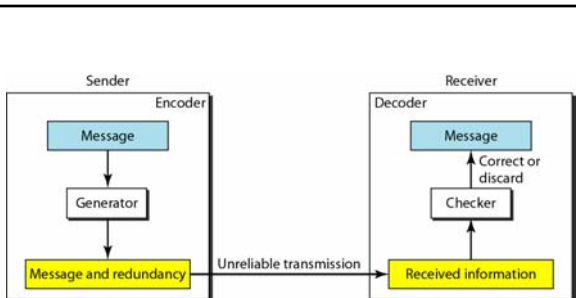 Sender
Encoder
Message
Generator
Message and redundancy
Unreliable transmission
Receiver
Decoder
Message
Correct or
discard
Checker
Received information